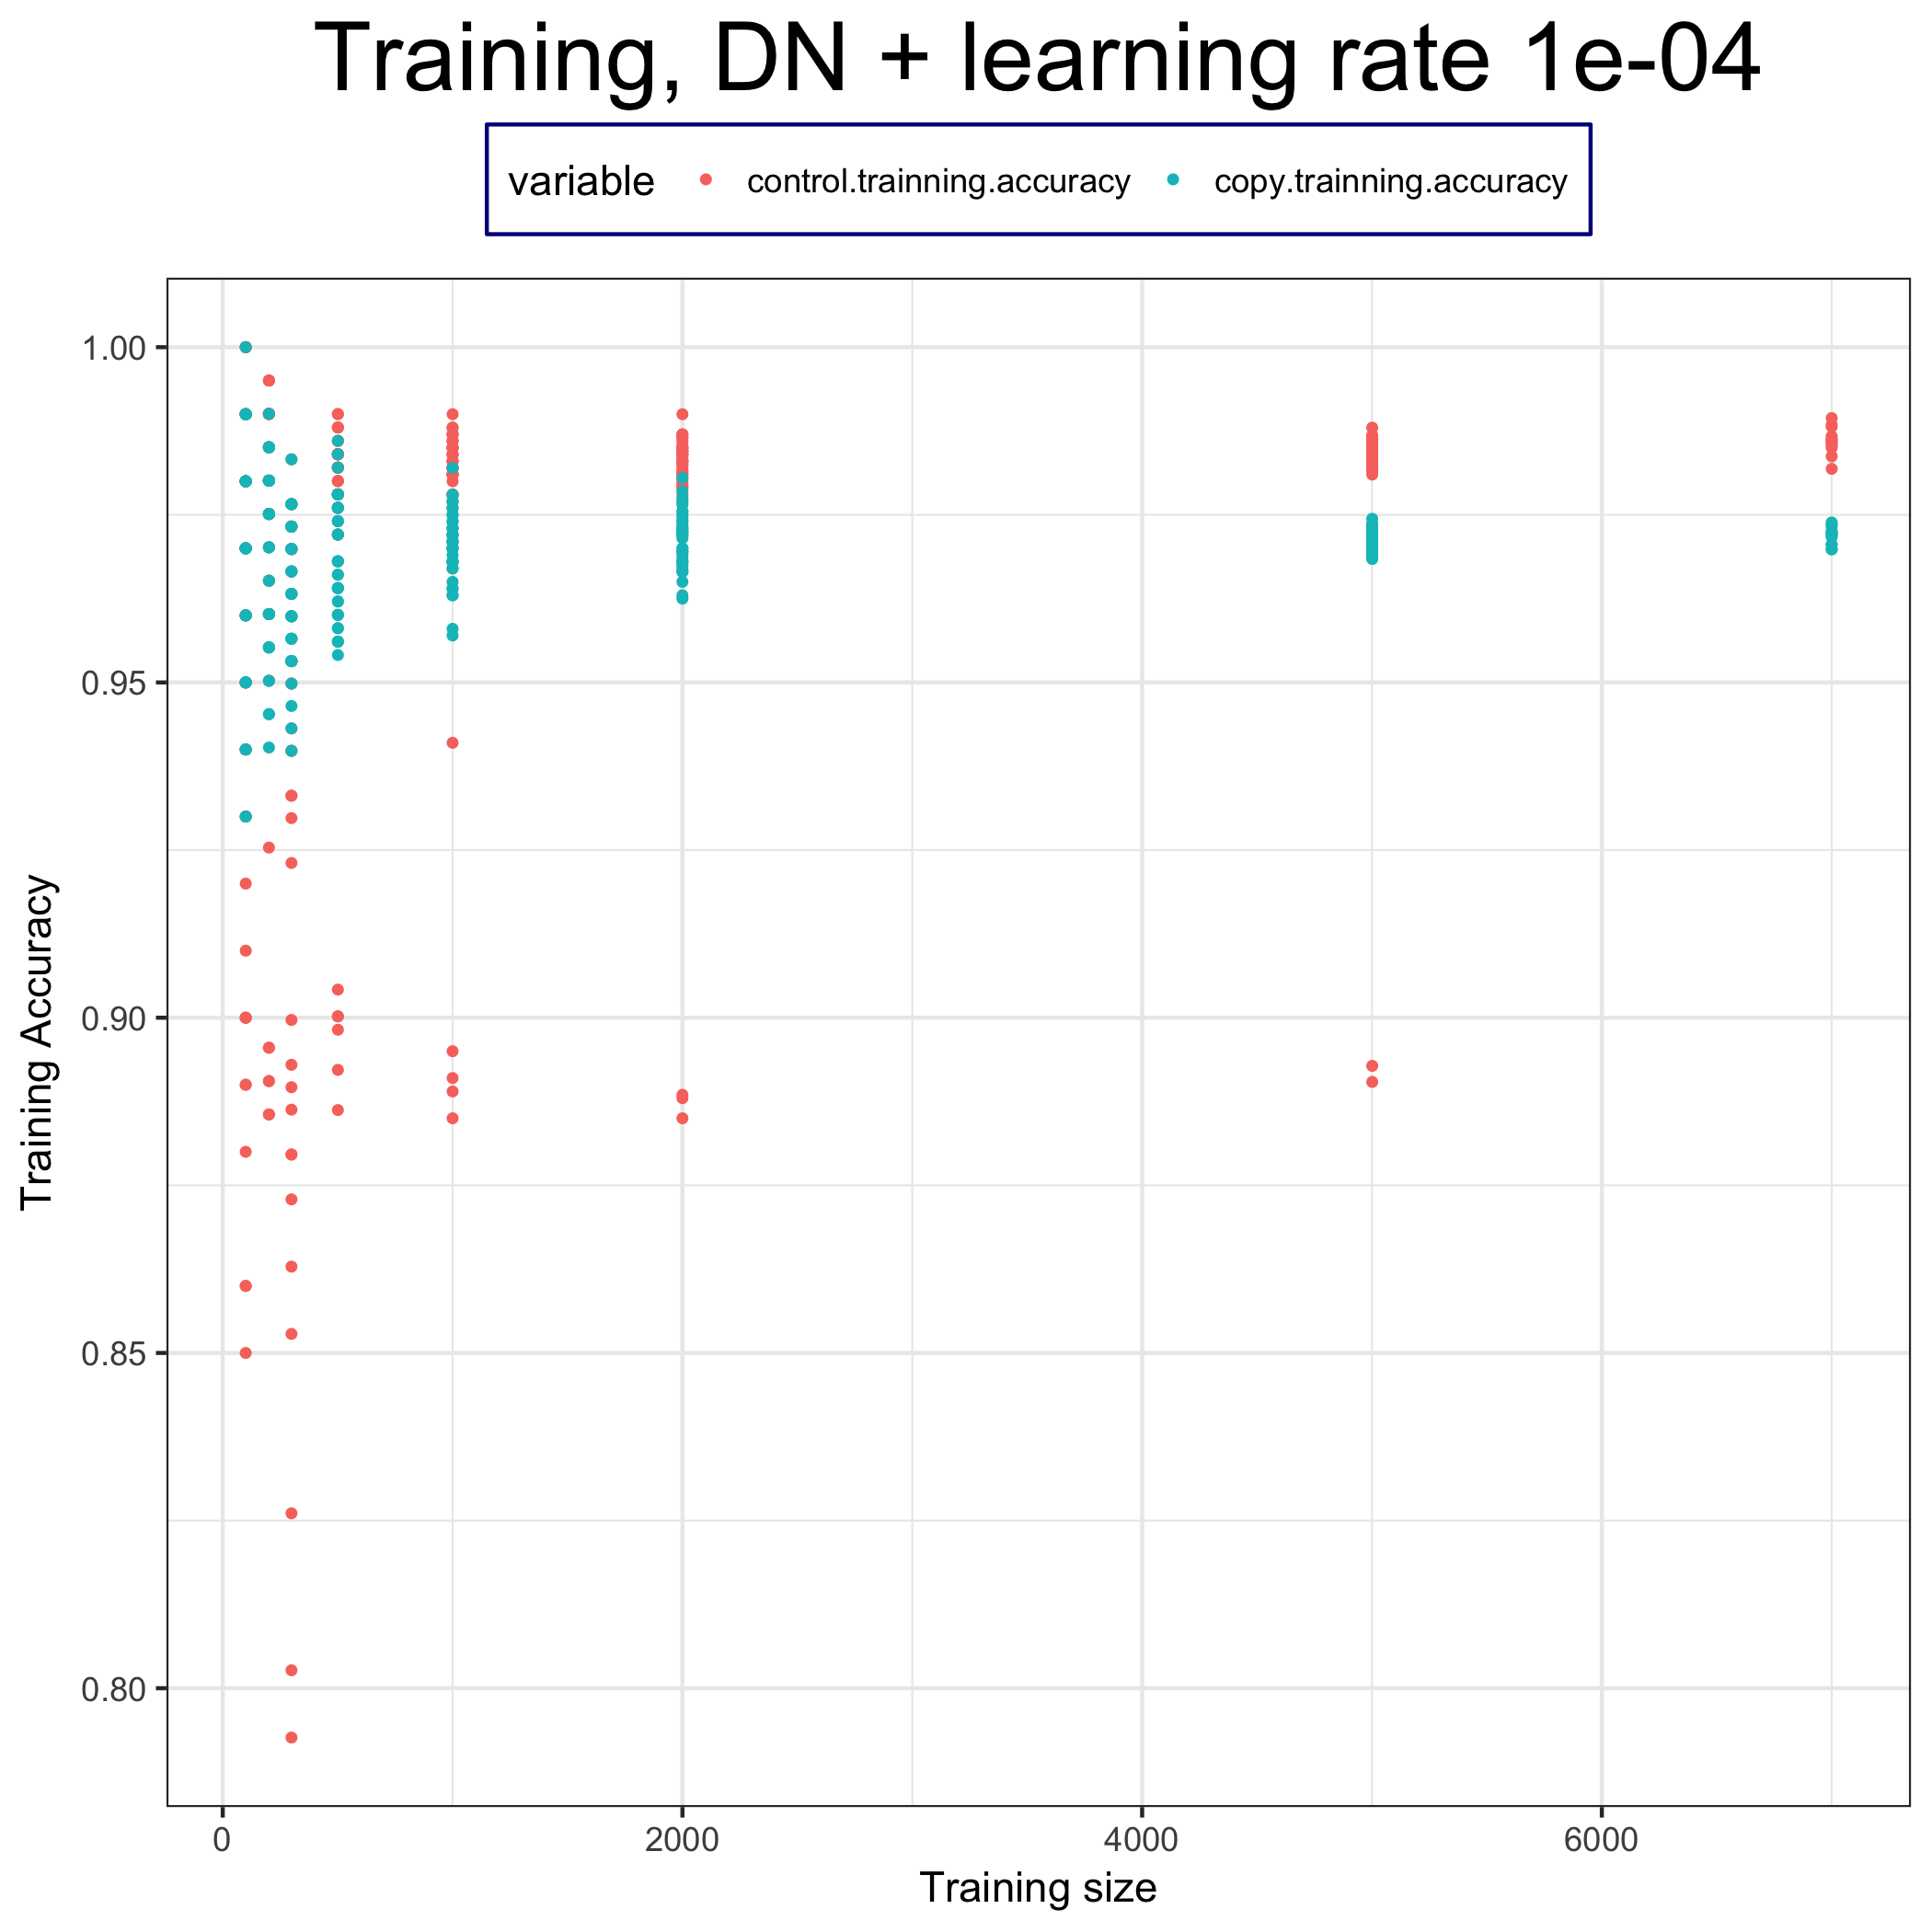 Training, DN + learning rate 1e-04
variable control.trainning.accuracy copy.trainning.accuracy
1.00
0.95
0.90
0.85
0.80
Training Accuracy
0 2000 4000 6000
Training size